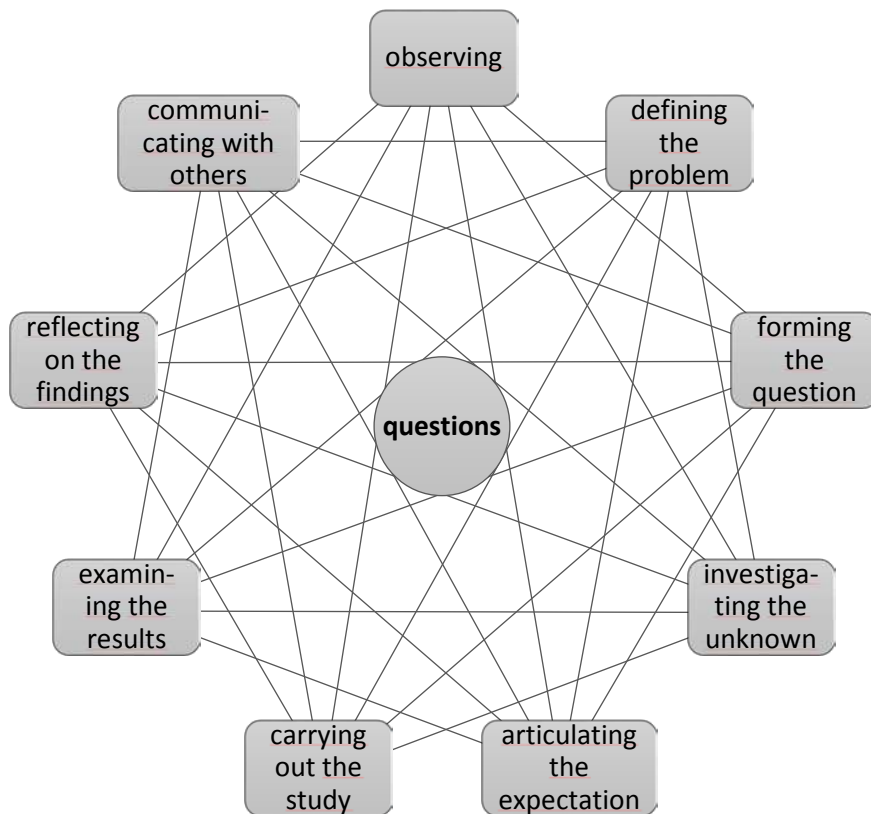 observing
communi-
cating with
others
defining
the
problem
reflecting
on the
findings
forming
the
question
questions
examin-
ing the
results
investiga-
ting the
unknown
carrying
out the
study
articulating
the
expectation